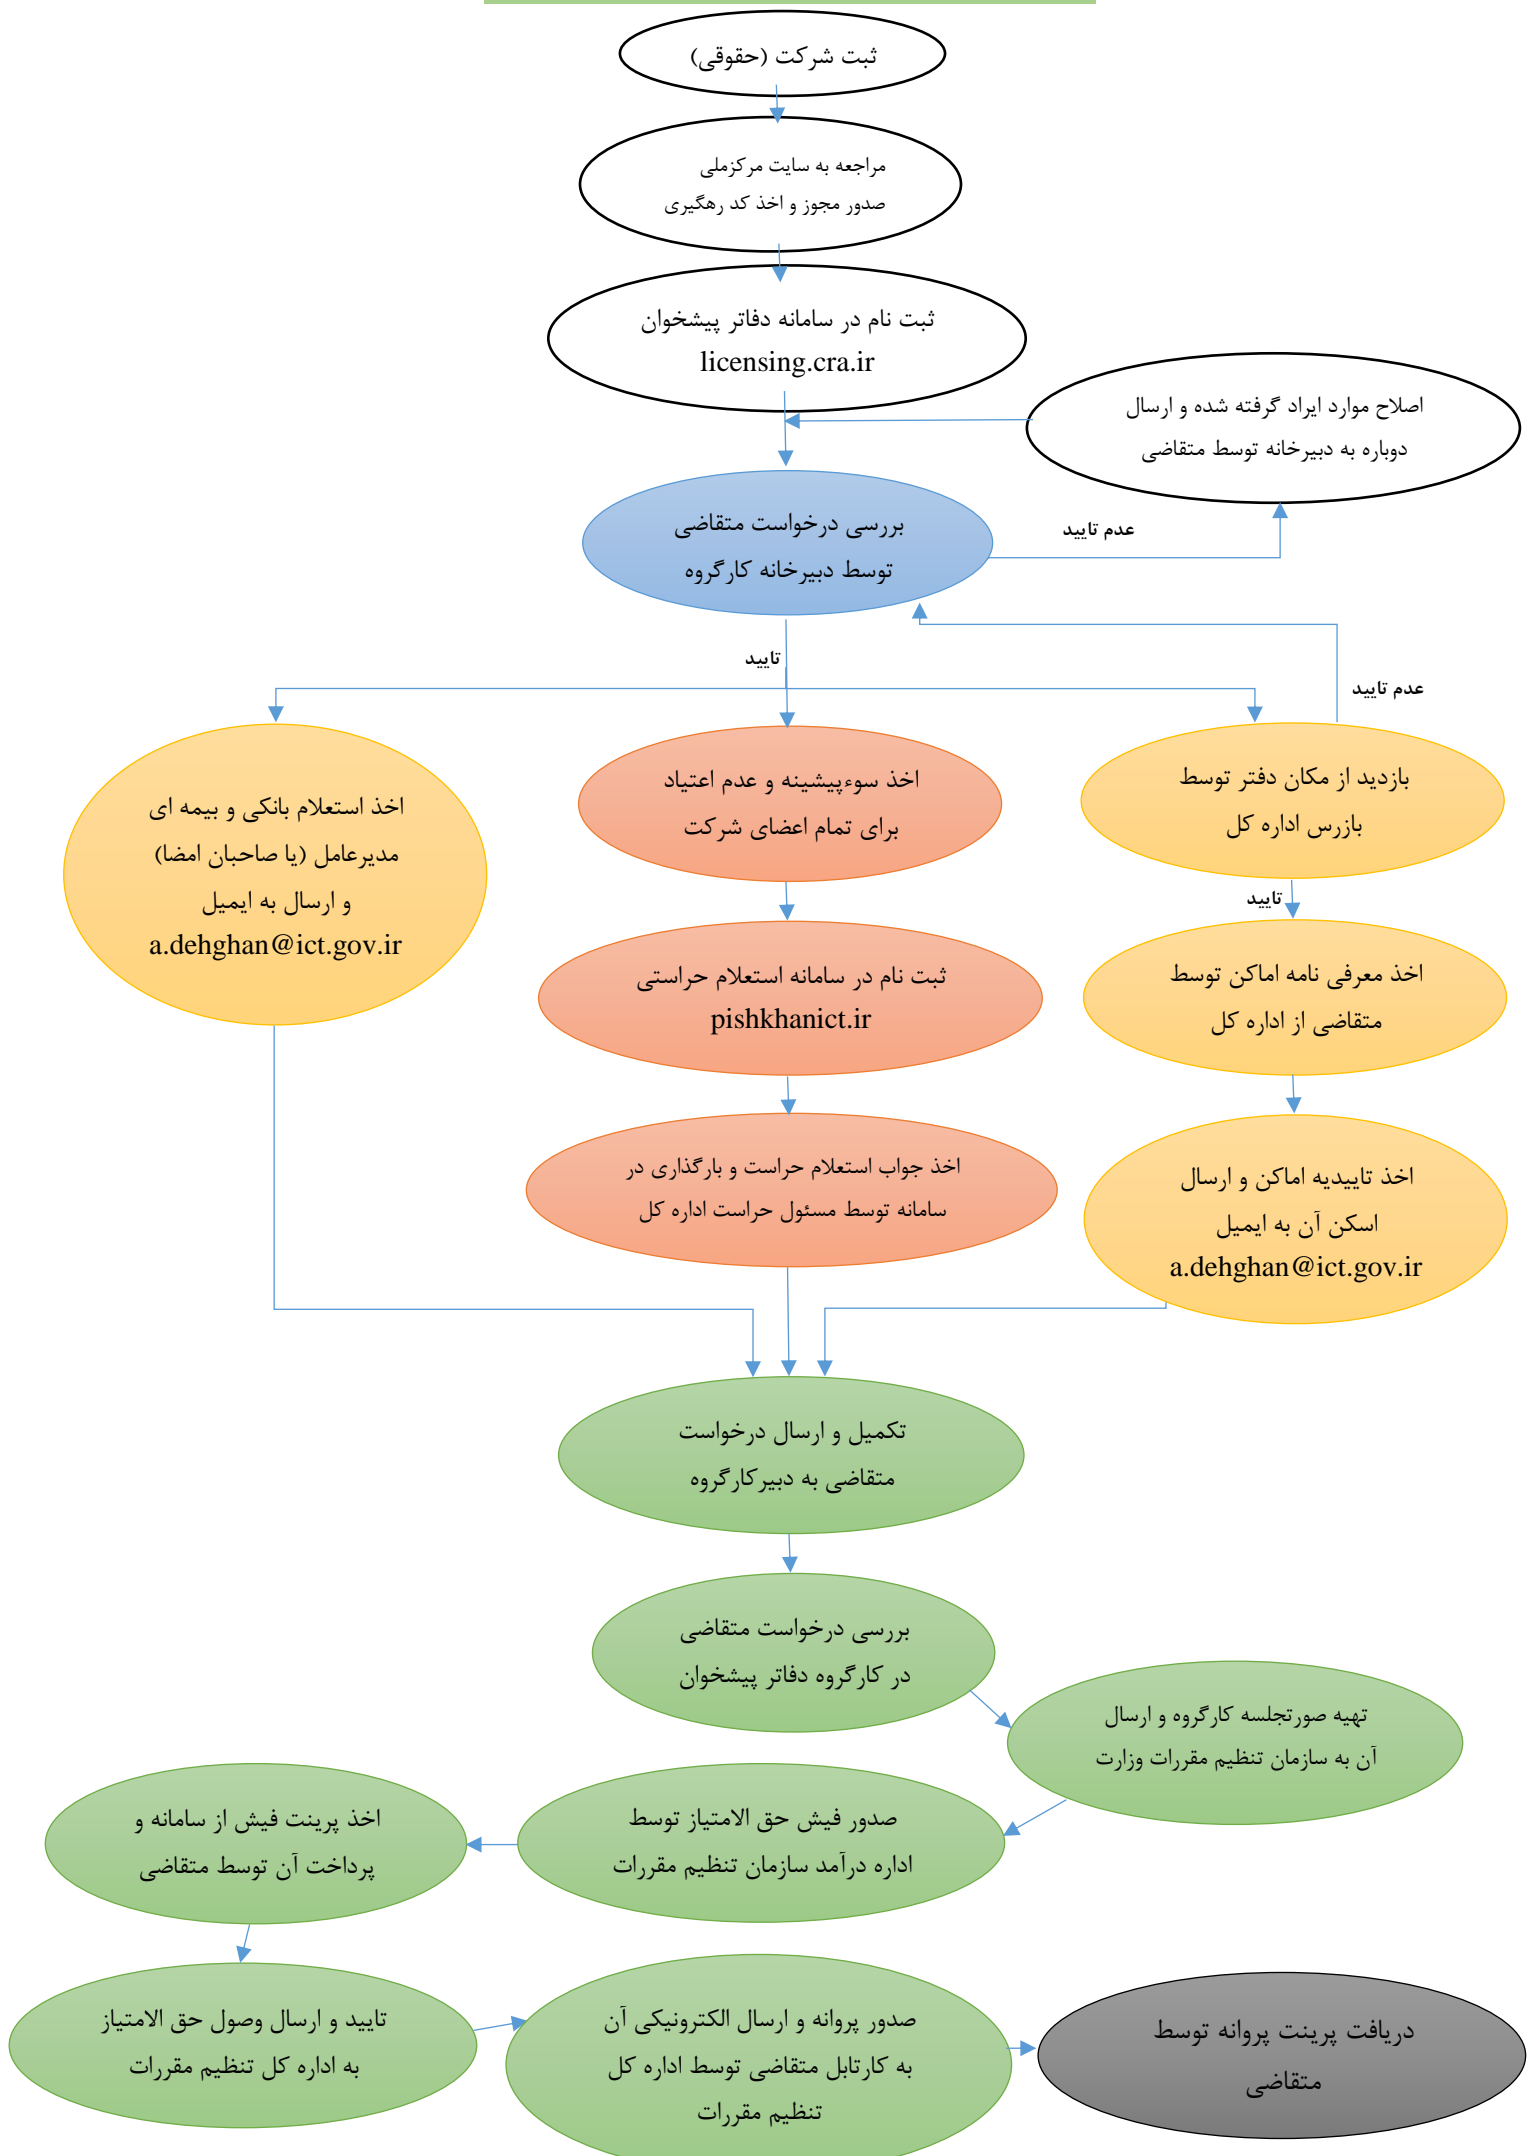 ثبت شرکت (حقوقی)
مراجعه به سایت مرکزملی
صدور مجوز و اخذ کد رهگیری
ثبت نام در سامانه دفاتر پیشخوان
licensing.cra.ir
اصلاح موارد ایراد گرفته شده و ارسال
دوباره به دبیرخانه توسط متقاضی
بررسی درخواست متقاضی
توسط دبیرخانه کارگروه
عدم تایید
تایید
عدم تایید
بازدید از مکان دفتر توسط
بازرس اداره کل
تایید
اخذ معرفی نامه اماکن توسط
متقاضی از اداره کل
اخذ تاییدیه اماکن و ارسال
اسکن آن به ایمیل
a.dehghan@ict.gov.ir
اخذ سوءپیشینه و عدم اعتیاد
برای تمام اعضای شرکت
ثبت نام در سامانه استعلام حراستی
pishkhanict.ir
اخذ جواب استعلام حراست و بارگذاری در
سامانه توسط مسئول حراست اداره کل
اخذ استعلام بانکی و بیمه ای
مدیرعامل (یا صاحبان امضا)
و ارسال به ایمیل
a.dehghan@ict.gov.ir
تکمیل و ارسال درخواست
متقاضی به دبیرکارگروه
بررسی درخواست متقاضی
در کارگروه دفاتر پیشخوان
تهیه صورتجلسه کارگروه و ارسال
آن به سازمان تنظیم مقررات وزارت
صدور فیش حق الامتیاز توسط
اداره درآمد سازمان تنظیم مقررات
اخذ پرینت فیش از سامانه و
پرداخت آن توسط متقاضی
تایید و ارسال وصول حق الامتیاز
به اداره کل تنظیم مقررات
صدور پروانه و ارسال الکترونیکی آن
به کارتابل متقاضی توسط اداره کل
تنظیم مقررات
دریافت پرینت پروانه توسط
متقاضی